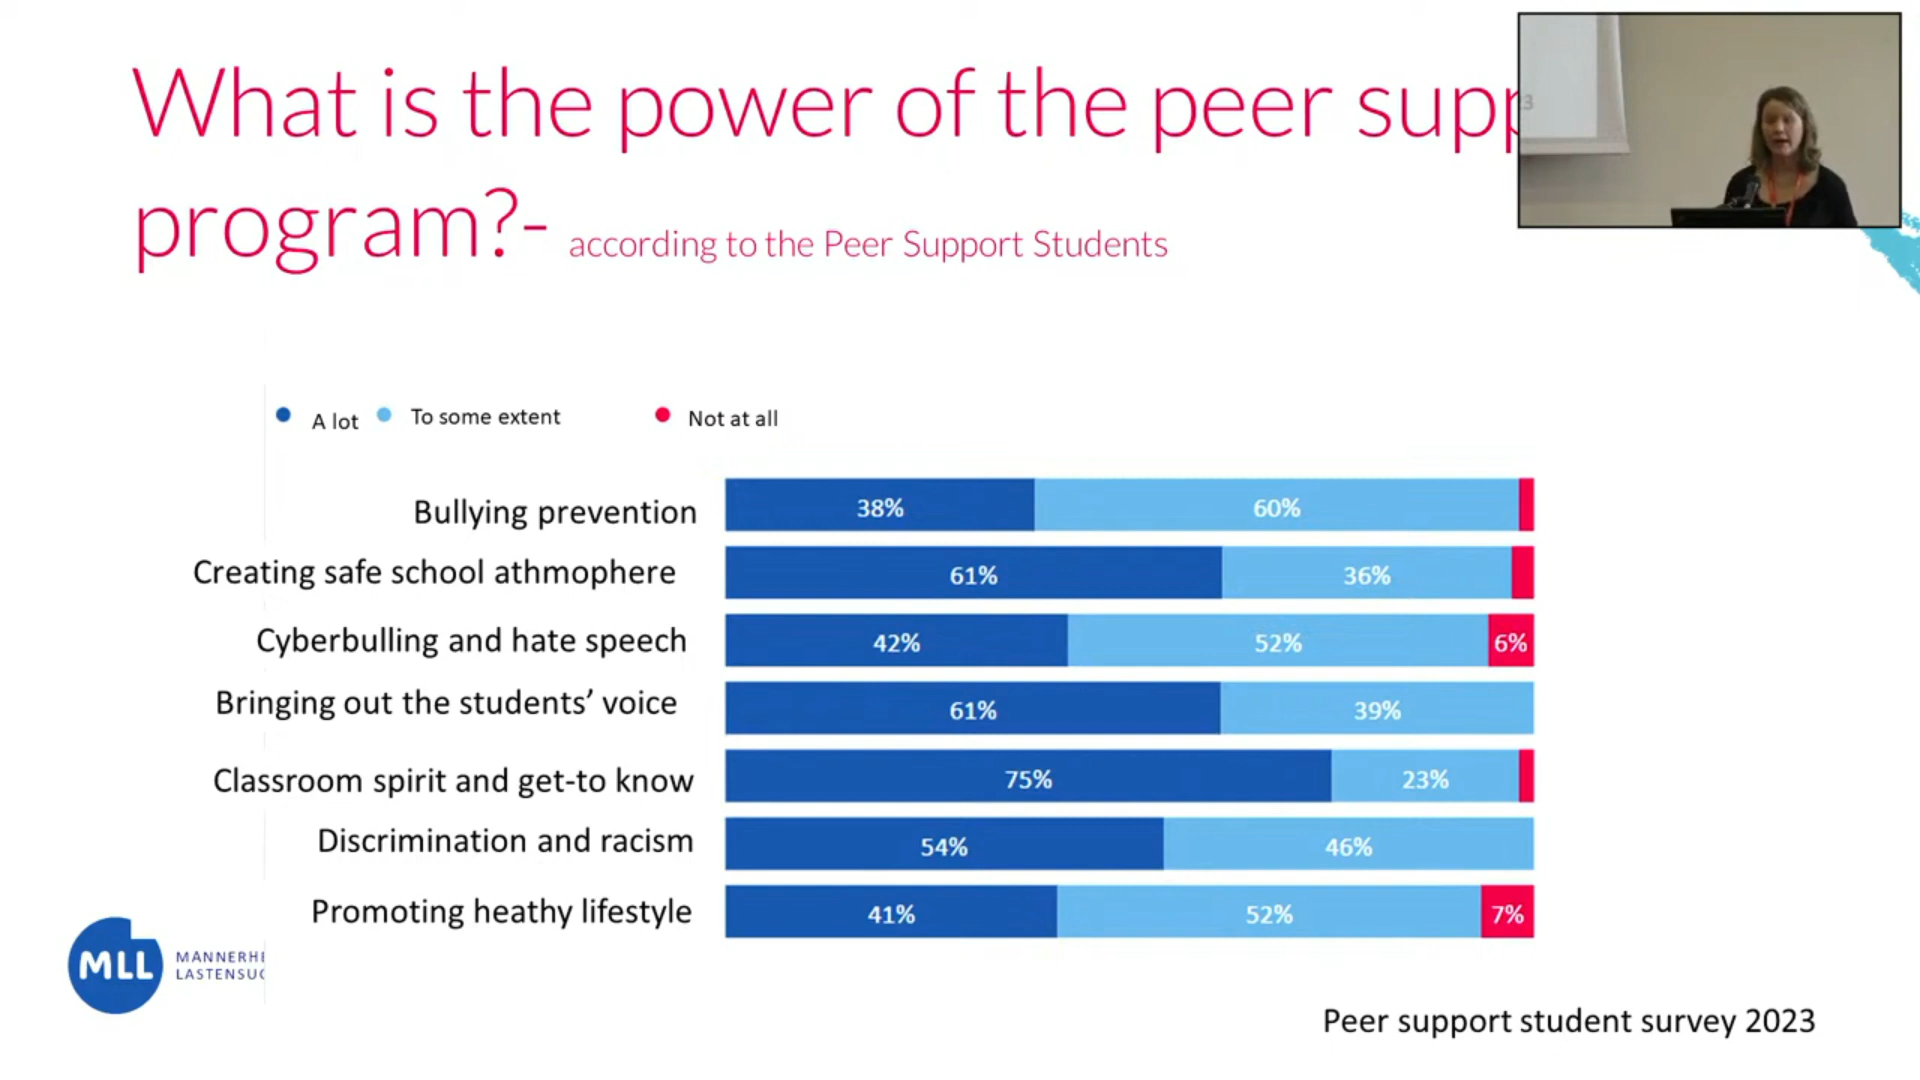 What is the power of the peer supp
program?- according to the Peer Support Students
A lot To some extent Not at all
Bullying prevention 38% 60%
Creating safe school athmophere 61% 36%
Cyberbulling and hate speech 42% 52% 6%
Bringing out the students’ voice 61% 39%
Classroom spirit and get-to know 75% 23%
Discrimination and racism 54% 46%
Promoting heathy lifestyle 41% 52% 7%
MLL
MANNERHE
LASTENSUO
Peer support student survey 2023